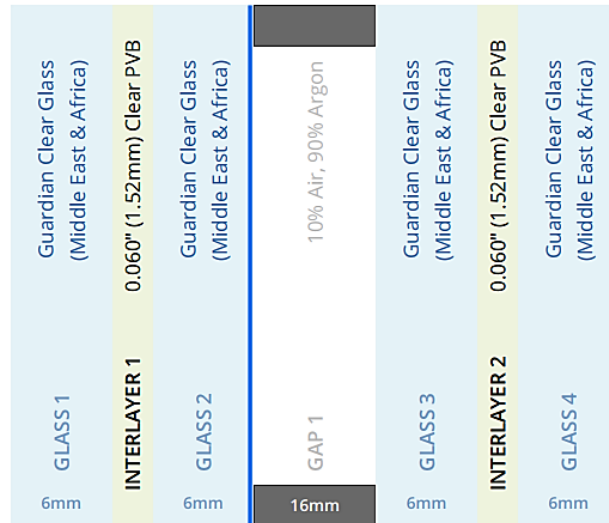 Guardian Clear Glass
(Middle East & Africa)
GLASS 1
6mm
0.060" (1.52mm) Clear PVB
INTERLAYER 1
Guardian Clear Glass
(Middle East & Africa)
GLASS 2
6mm
10% Air, 90% Argon
GAP 1
16mm
Guardian Clear Glass
(Middle East & Africa)
GLASS 3
6mm
0.060" (1.52mm) Clear PVB
INTERLAYER 2
Guardian Clear Glass
(Middle East & Africa)
GLASS 4
6mm